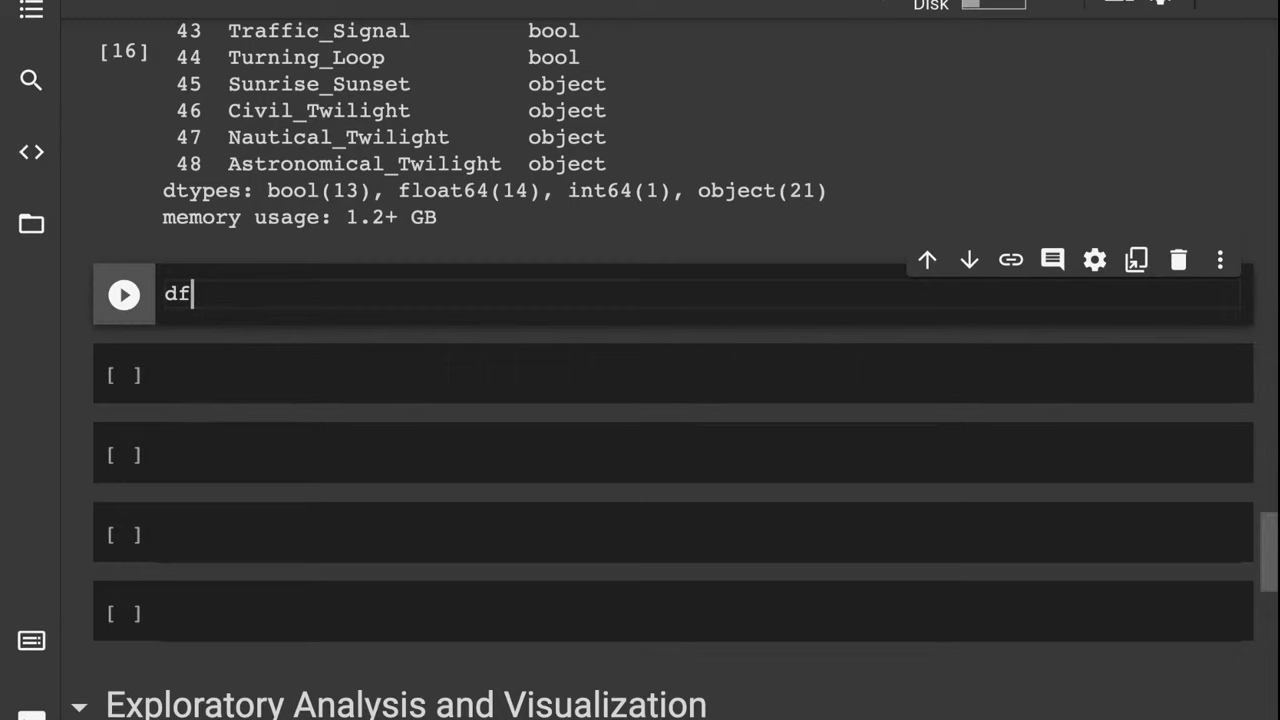 Disk
43 Traffic_Signal bool
[16] 44 Turning_Loop bool
45 Sunrise_Sunset object
46 Civil_Twilight object
47 Nautical_Twilight object
48 Astronomical_Twilight object
dtypes: bool(13), float64(14), int64(1), object(21)
memory usage: 1.2+ GB
df
[ ]
[ ]
[ ]
[ ]
Exploratory Analysis and Visualization